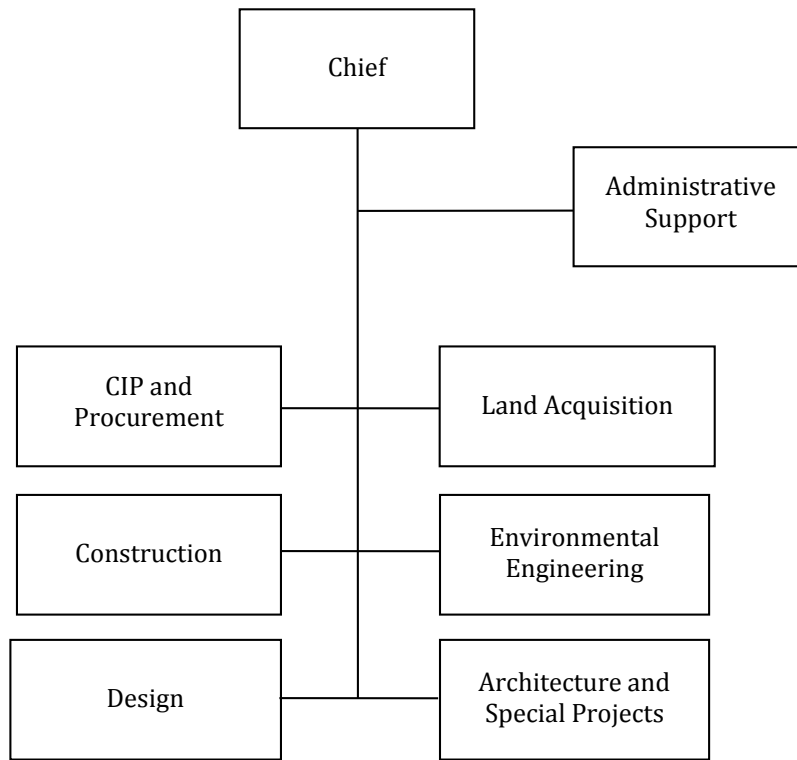 Chief
Administrative
Support
CIP and
Procurement
Land Acquisition
Construction
Environmental
Engineering
Design
Architecture and
Special Projects